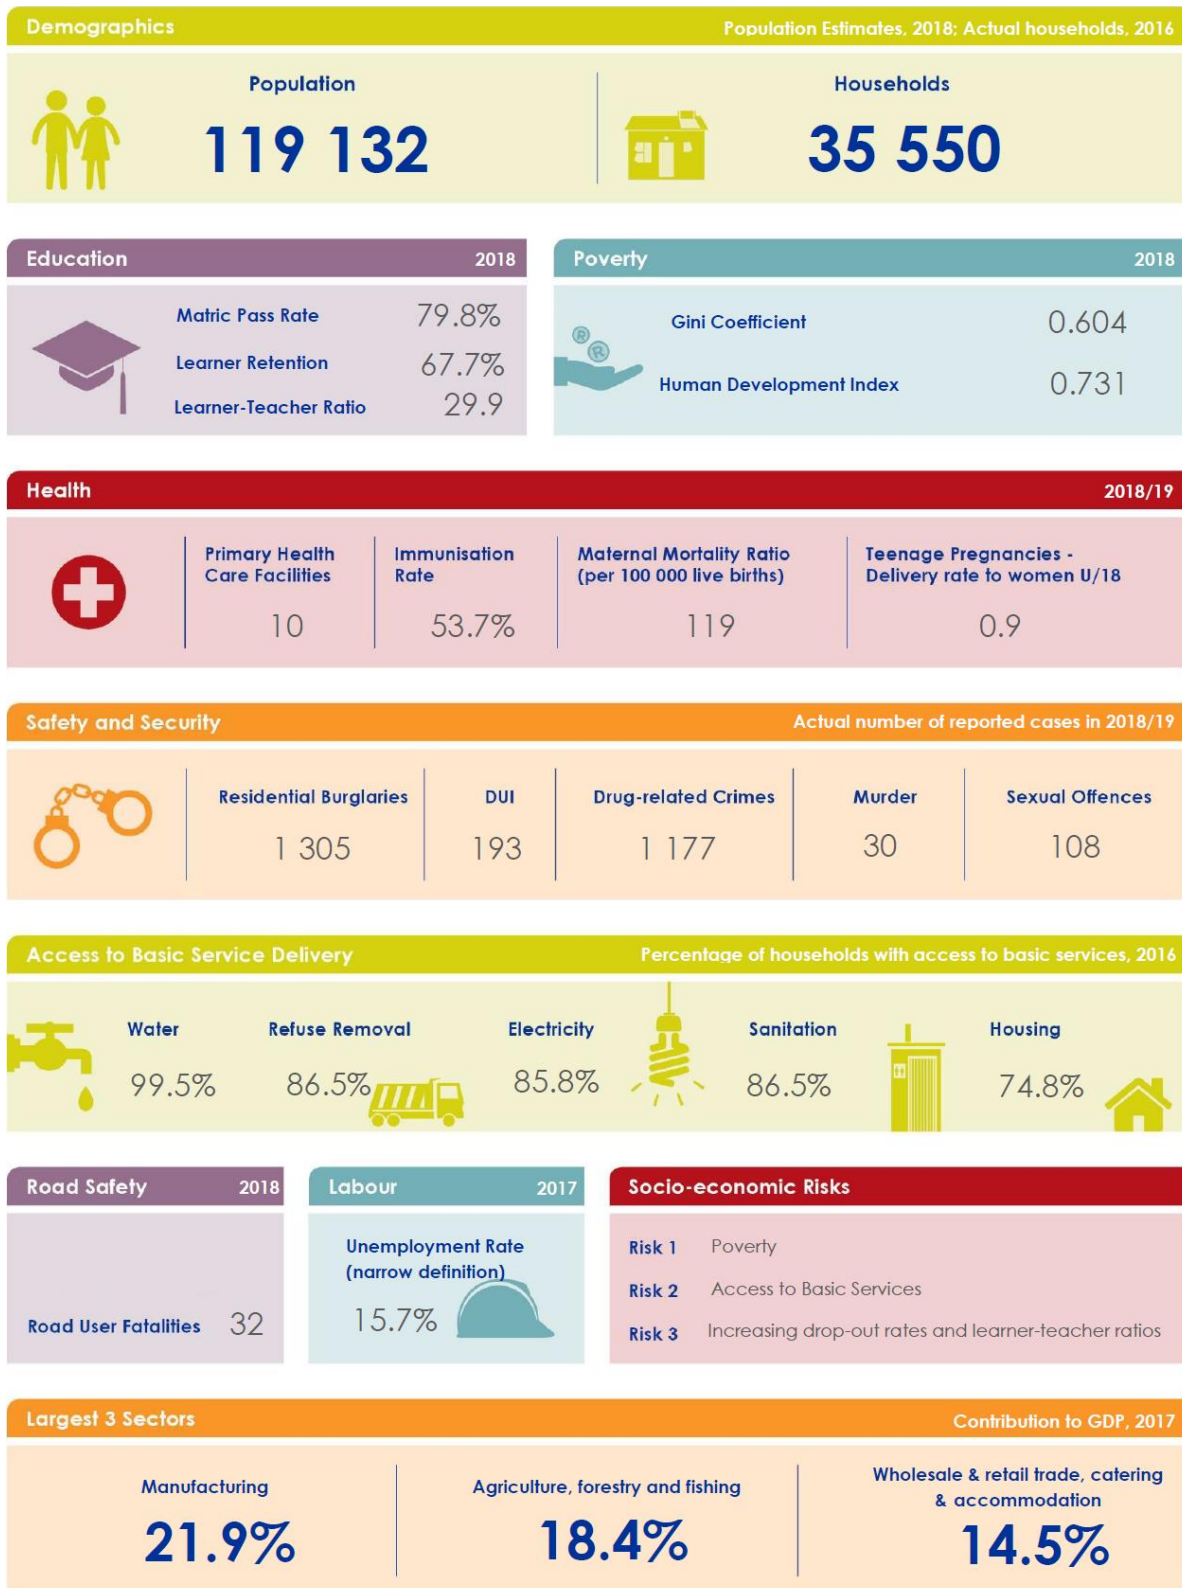 Demographics
Population Estimates, 2018; Actual households, 2016
Population
119 132
Households
35 550
Education
2018
Matric Pass Rate
79.8%
Learner Retention
67.7%
Learner-Teacher Ratio
29.9
Poverty
2018
Gini Coefficient
0.604
Human Development Index
0.731
Health
2018/19
Primary Health
Care Facilities
10
Immunisation
Rate
53.7%
Maternal Mortality Ratio
(per 100 000 live births)
119
Teenage Pregnancies -
Delivery rate to women U/18
0.9
Safety and Security
Actual number of reported cases in 2018/19
Residential Burglaries
1 305
DUI
193
Drug-related Crimes
1 177
Murder
30
Sexual Offences
108
Access to Basic Service Delivery
Percentage of households with access to basic services, 2016
Water
99.5%
Refuse Removal
86.5%
Electricity
85.8%
Sanitation
86.5%
Housing
74.8%
Road Safety
2018
Road User Fatalities
32
Labour
2017
Unemployment Rate
(narrow definition)
15.7%
Socio-economic Risks
Risk 1 Poverty
Risk 2 Access to Basic Services
Risk 3 Increasing drop-out rates and learner-teacher ratios
Largest 3 Sectors
Contribution to GDP, 2017
Manufacturing
21.9%
Agriculture, forestry and fishing
18.4%
Wholesale & retail trade, catering
& accommodation
14.5%